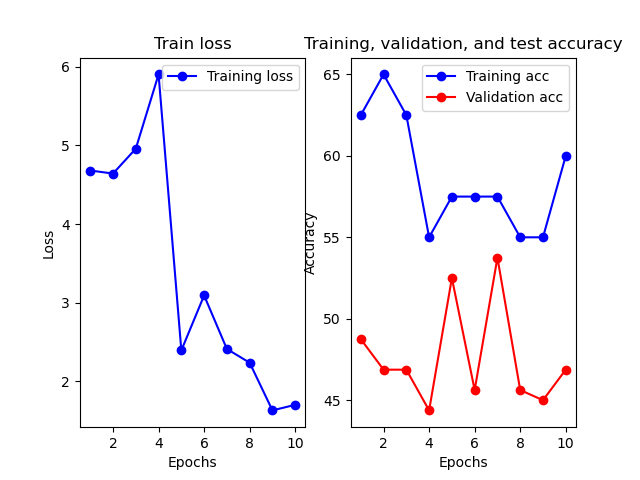 Train loss
Training loss
6
5
4
3
2
Loss
2 4 6 8 10
Epochs
Training, validation, and test accuracy
Training acc
Validation acc
65
60
55
50
45
Accuracy
2 4 6 8 10
Epochs